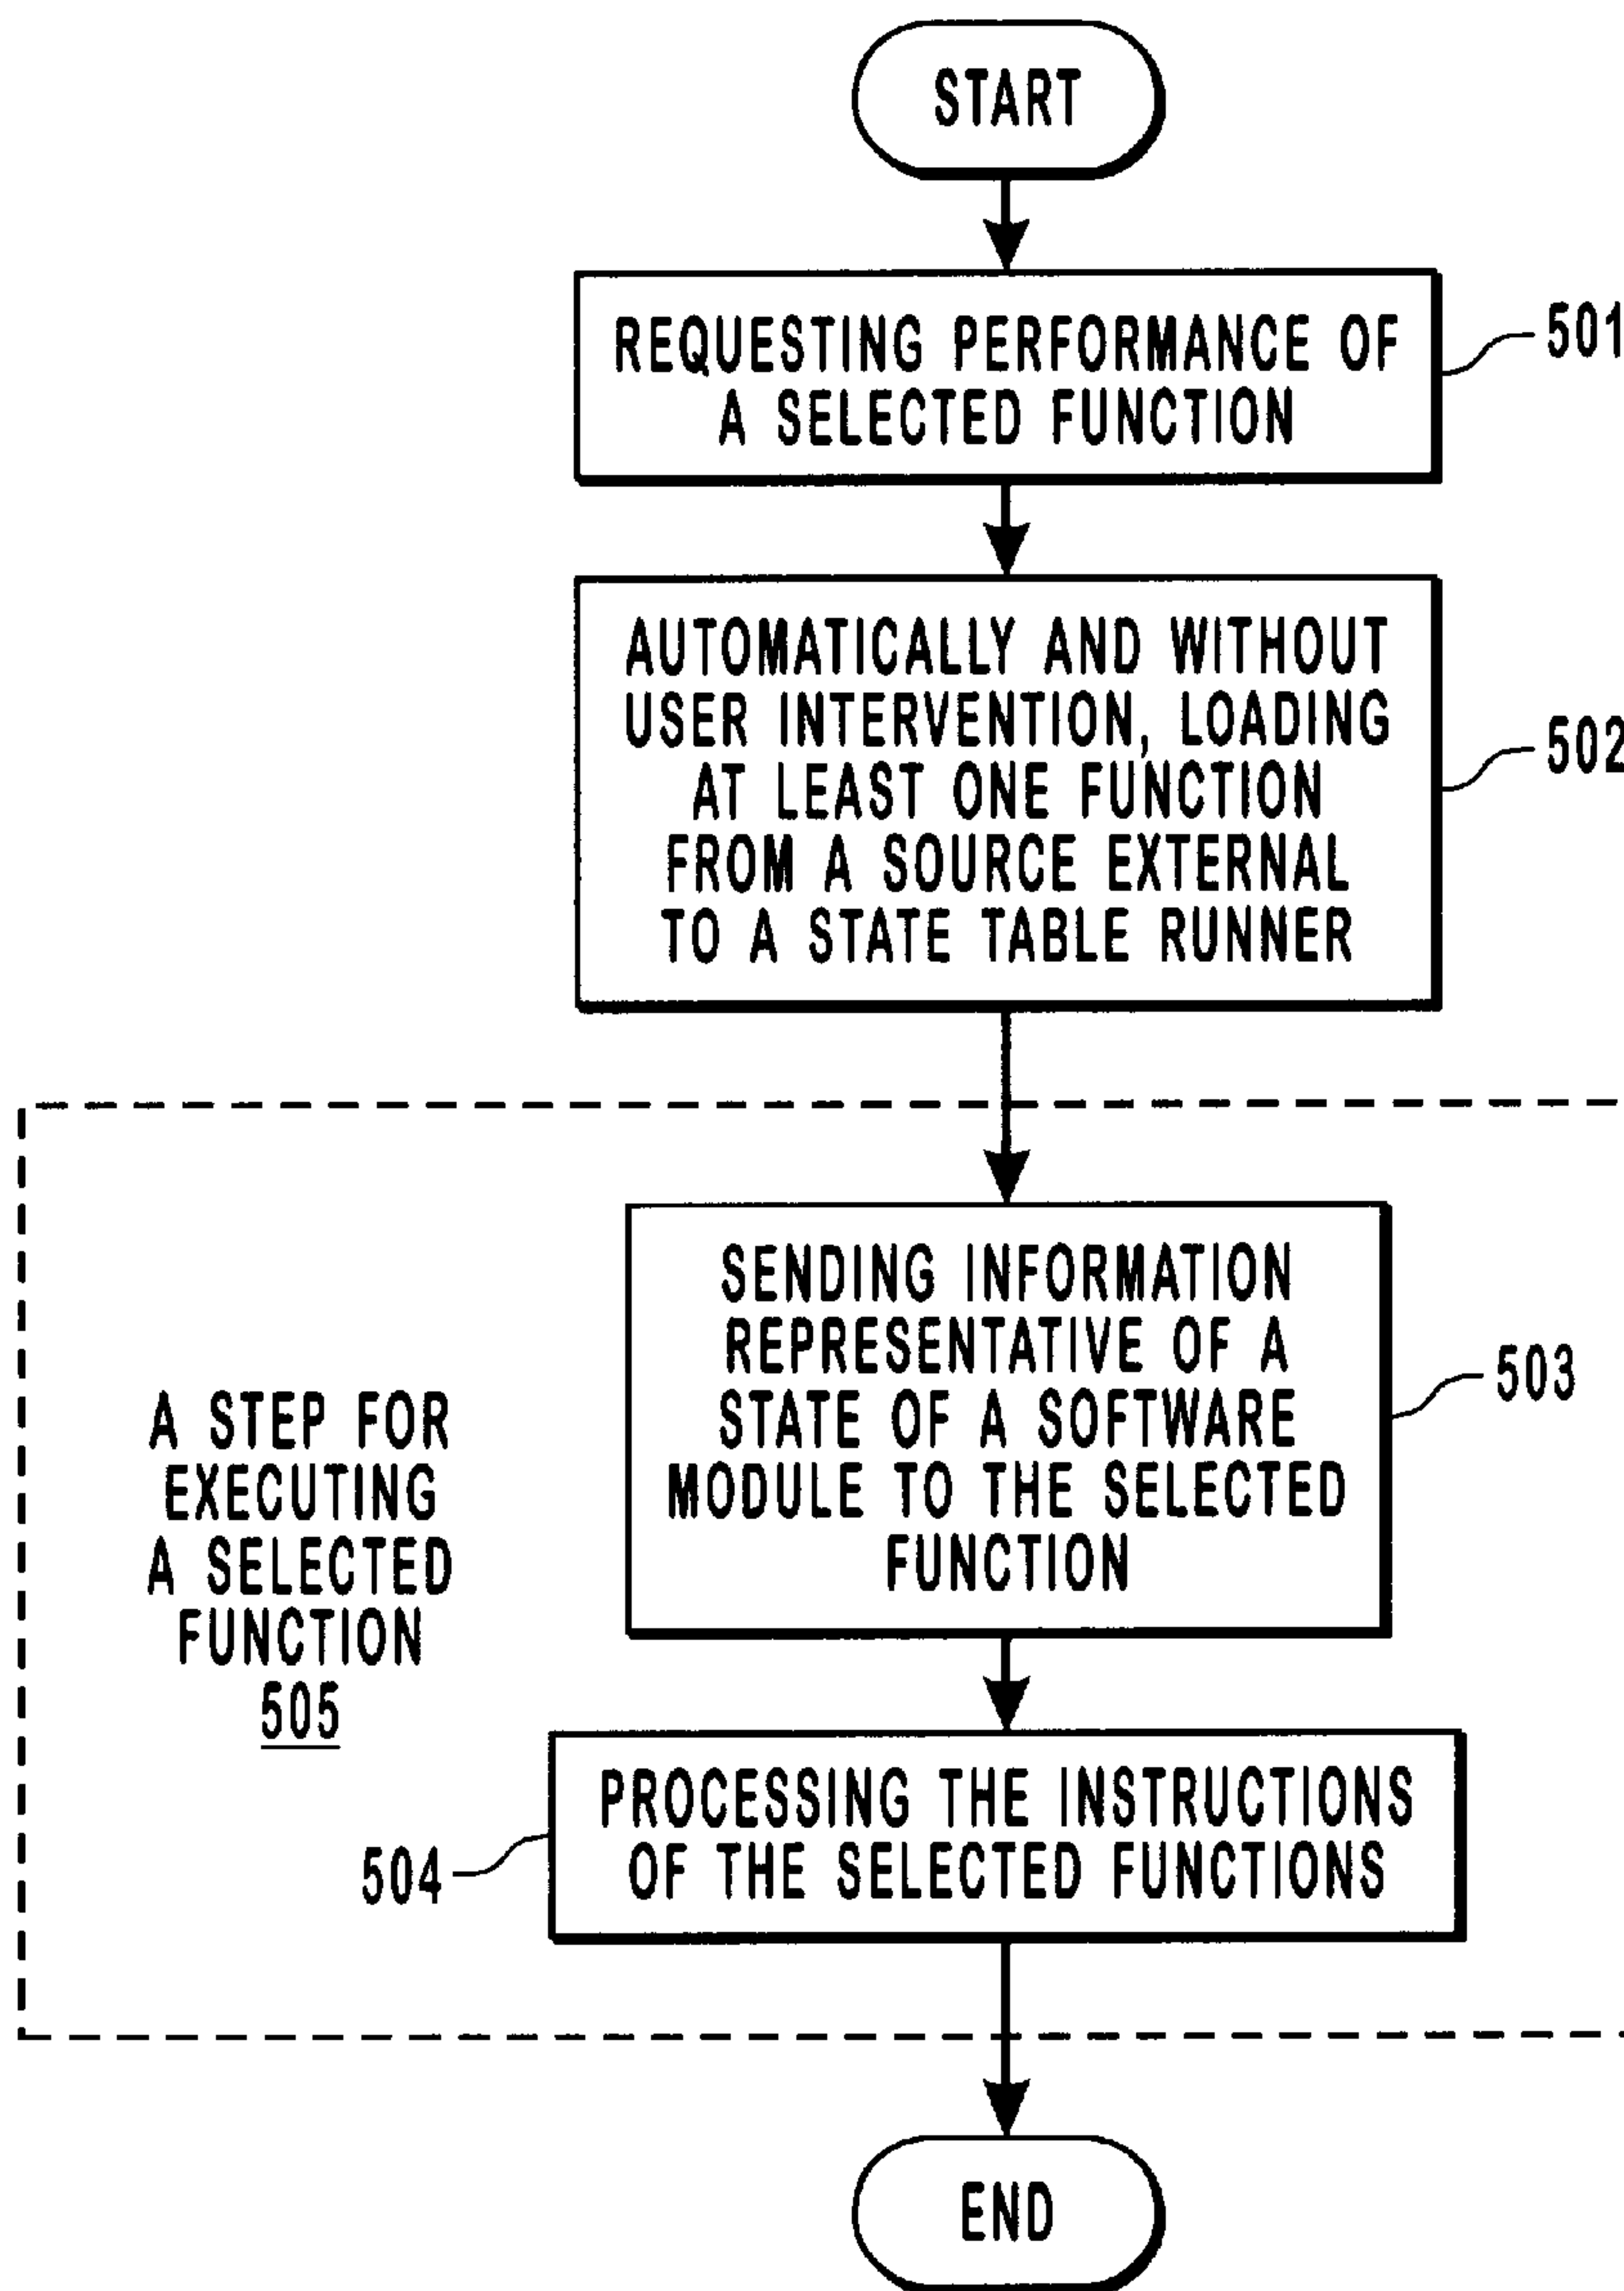 START
REQUESTING PERFORMANCE OF
A SELECTED FUNCTION
501
AUTOMATICALLY AND WITHOUT
USER INTERVENTION, LOADING
AT LEAST ONE FUNCTION
FROM A SOURCE EXTERNAL
TO A STATE TABLE RUNNER
502
SENDING INFORMATION
REPRESENTATIVE OF A
STATE OF A SOFTWARE
MODULE TO THE SELECTED
FUNCTION
503
A STEP FOR
EXECUTING
A SELECTED
FUNCTION
505
PROCESSING THE INSTRUCTIONS
OF THE SELECTED FUNCTIONS
504
END